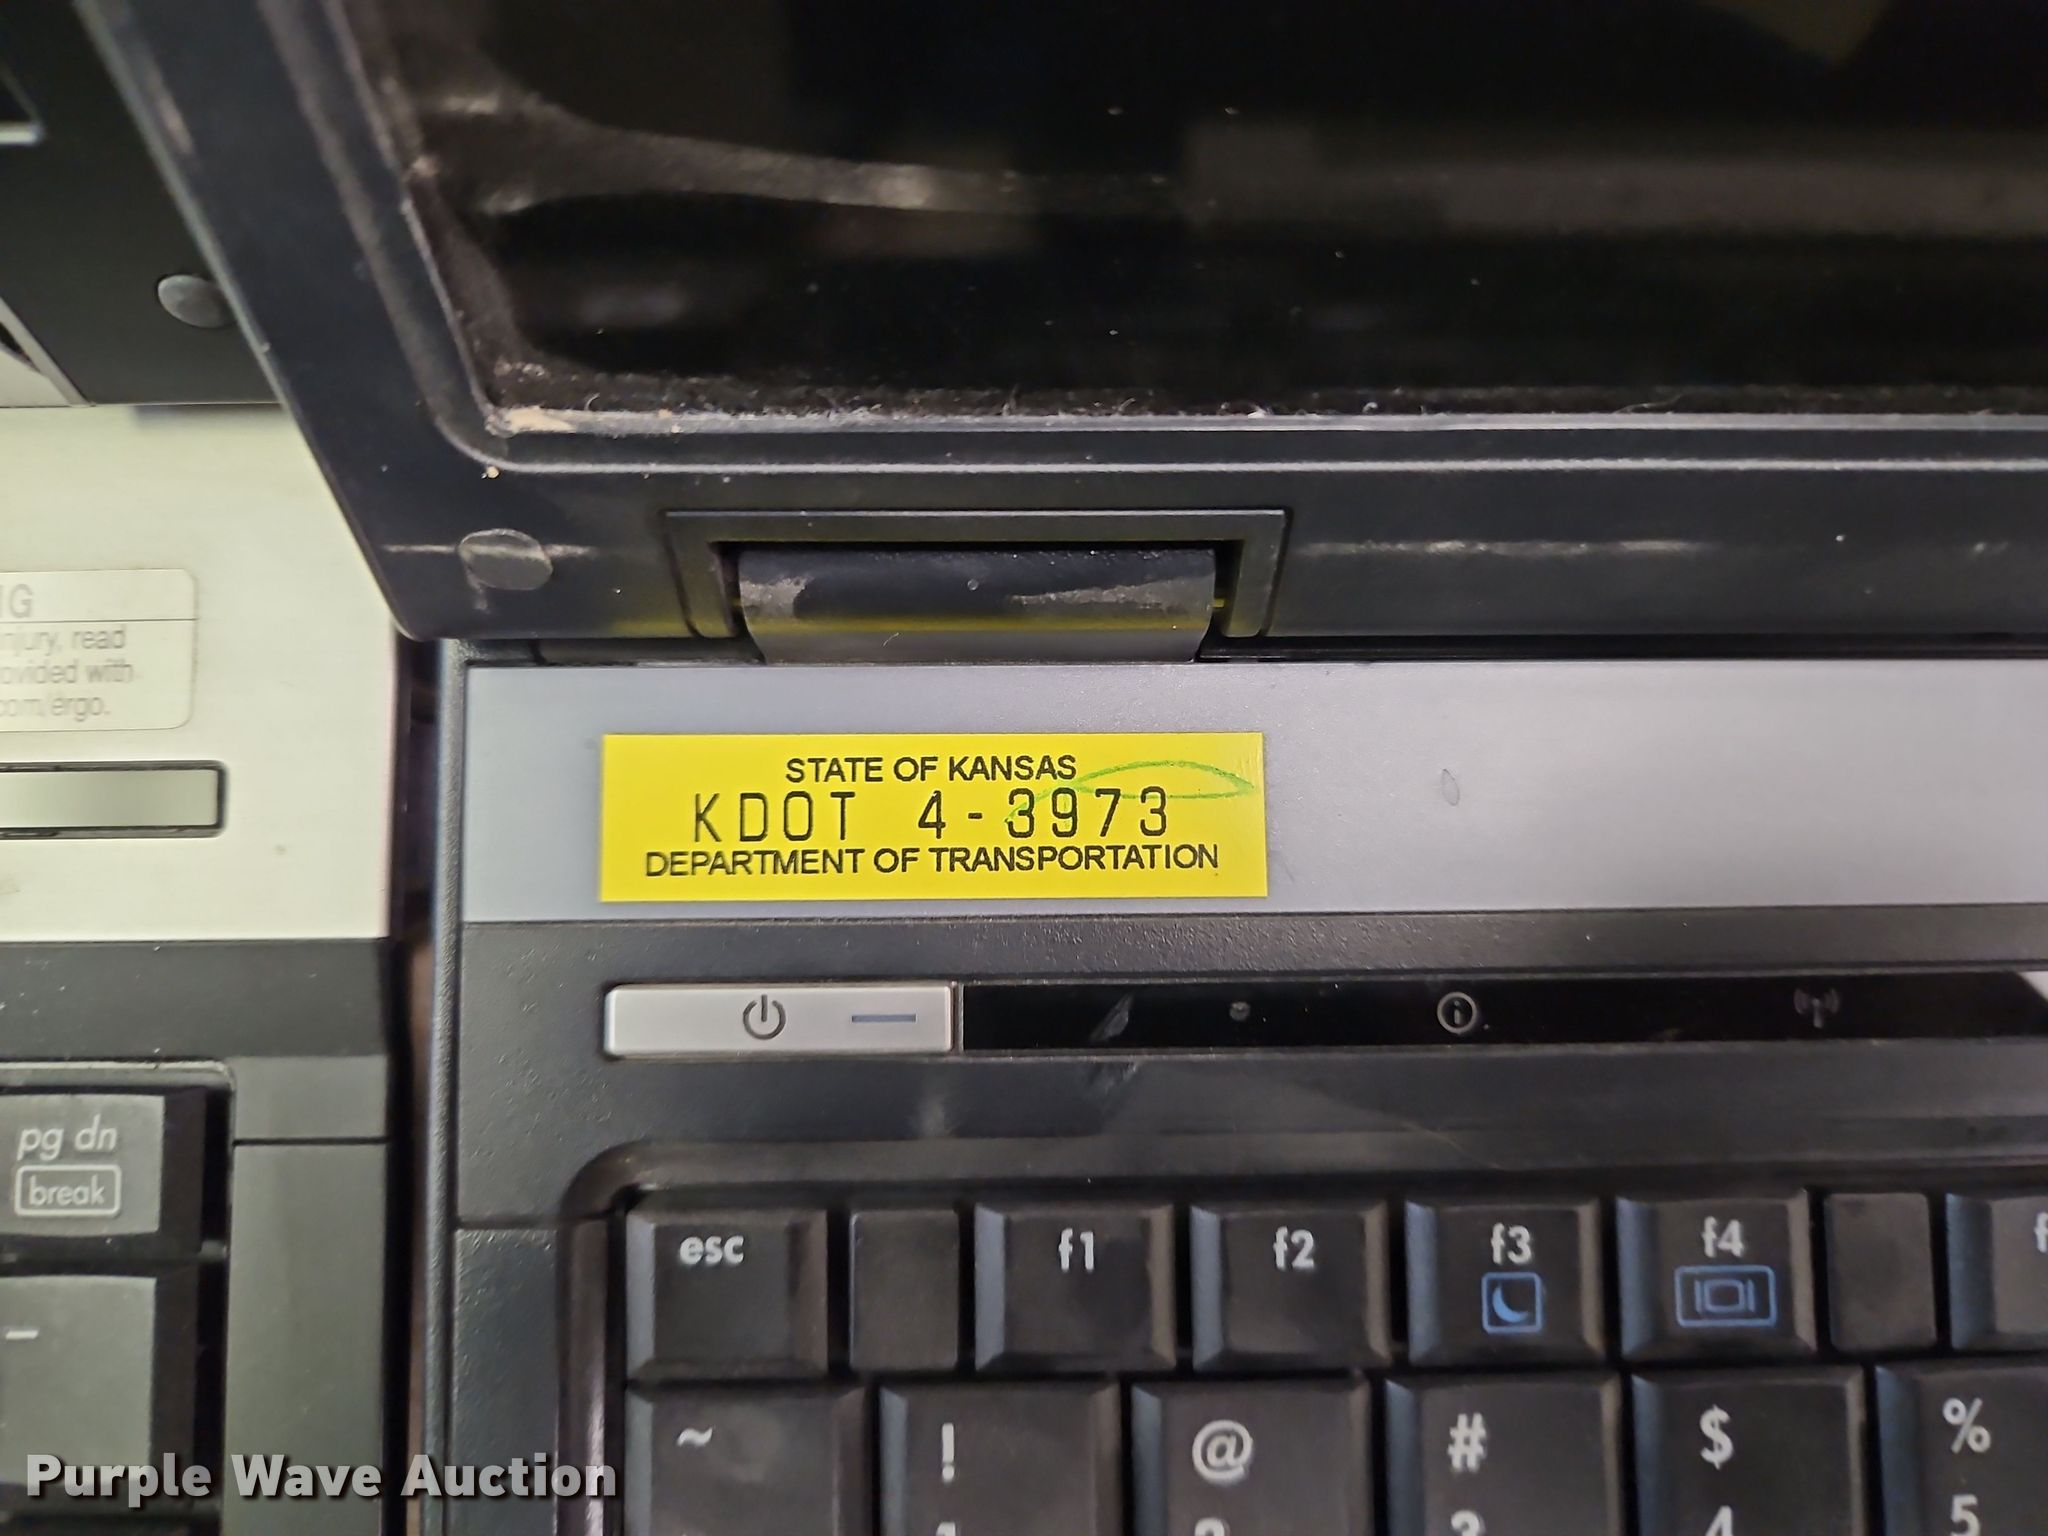 STATE OF KANSAS
KDOT 4-3973
DEPARTMENT OF TRANSPORTATION
injury, read
ovided with
com/ergo.
pg dn
break
-
esc
f1
f2
f3
f4
~
!
@
#
$
%
5
Purple Wave Auction